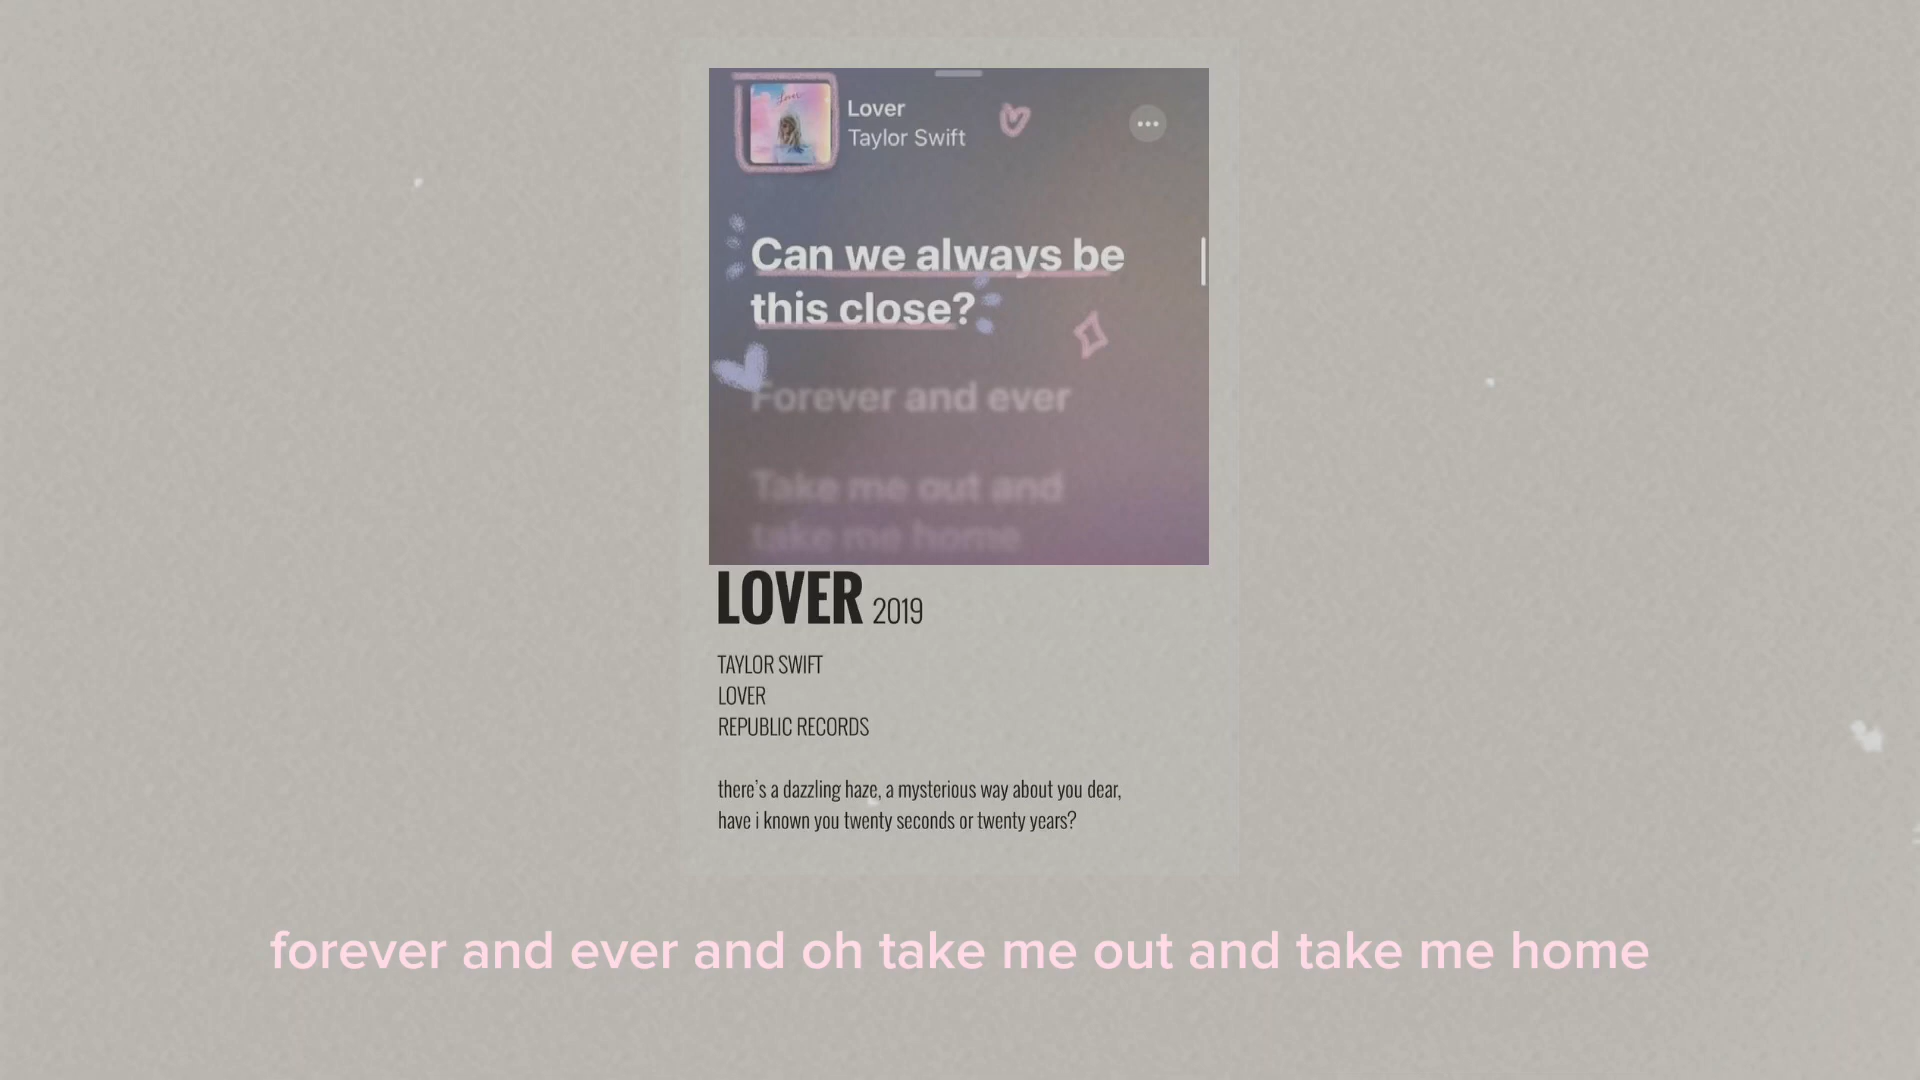 Lover
Lover
Taylor Swift
Can we always be
this close?
Forever and ever
Take me out and
take me home
LOVER 2019
TAYLOR SWIFT
LOVER
REPUBLIC RECORDS
there's a dazzling haze, a mysterious way about you dear,
have i known you twenty seconds or twenty years?
forever and ever and oh take me out and take me home